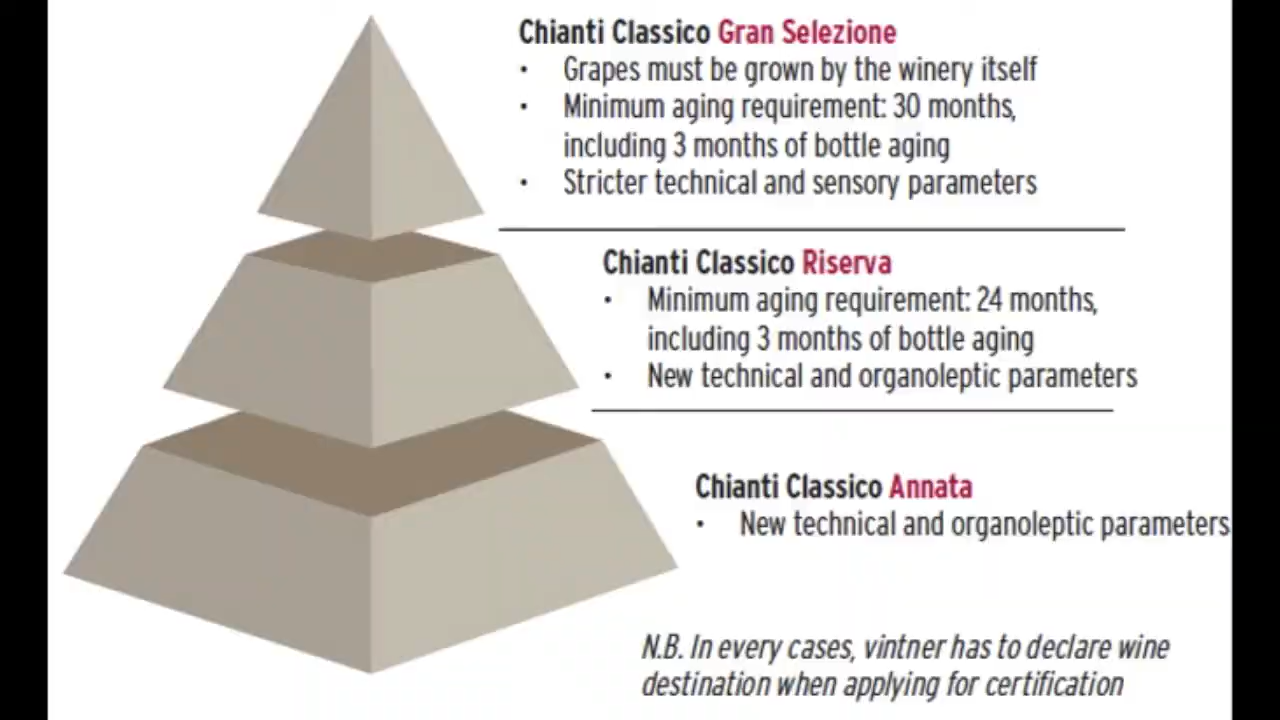 Chianti Classico Gran Selezione
• Grapes must be grown by the winery itself
• Minimum aging requirement: 30 months,
including 3 months of bottle aging
• Stricter technical and sensory parameters
Chianti Classico Riserva
• Minimum aging requirement: 24 months,
including 3 months of bottle aging
• New technical and organoleptic parameters
Chianti Classico Annata
• New technical and organoleptic parameters
N.B. In every cases, vintner has to declare wine
destination when applying for certification